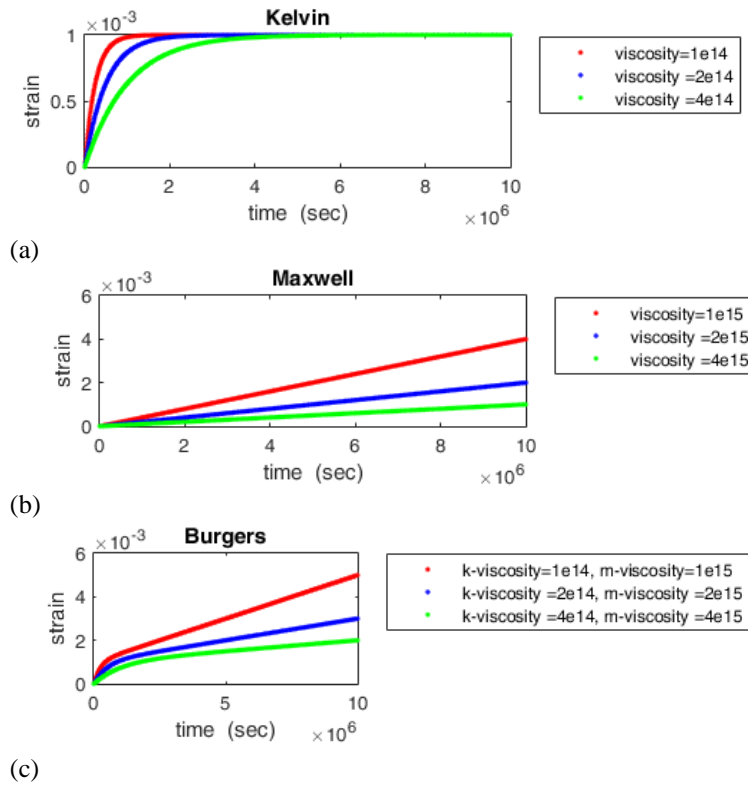 ×10⁻³ Kelvin
1
0.5
0
strain
0 2 4 6 8 10
time (sec) ×10⁶
viscosity=1e14
viscosity =2e14
viscosity =4e14
(a)
×10⁻³ Maxwell
6
4
2
0
strain
0 2 4 6 8 10
time (sec) ×10⁶
viscosity=1e15
viscosity =2e15
viscosity =4e15
(b)
×10⁻³ Burgers
6
4
2
0
strain
0 5 10
time (sec) ×10⁶
k-viscosity=1e14, m-viscosity=1e15
k-viscosity =2e14, m-viscosity=2e15
k-viscosity =4e14, m-viscosity=4e15
(c)